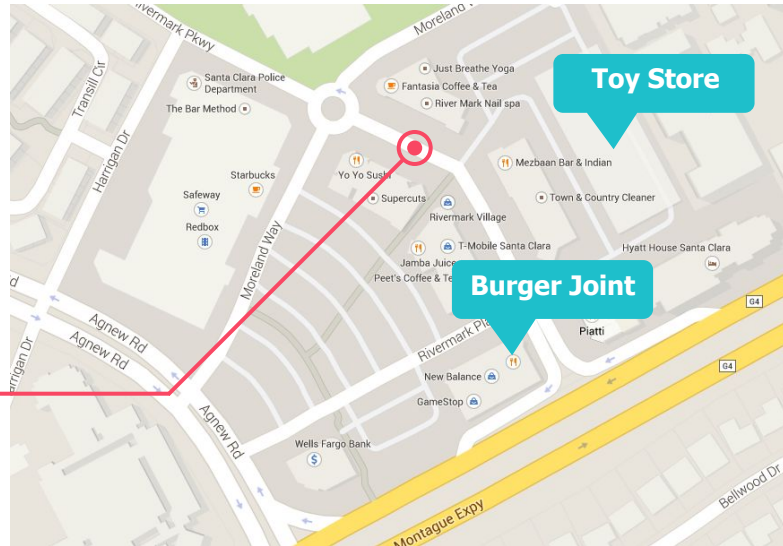 Rivermark Pkwy
Moreland
Transill Cir
Harrigan Dr
Santa Clara Police
Department
The Bar Method
Just Breathe Yoga
Fantasia Coffee & Tea
River Mark Nail spa
Toy Store
Starbucks
Safeway
Redbox
Yo Yo Sushi
Supercuts
Mezbaan Bar & Indian
Town & Country Cleaner
Rivermark Village
T-Mobile Santa Clara
Jamba Juice
Peet's Coffee & Te
Hyatt House Santa Clara
Moreland Way
Burger Joint
G4
Piatti
Rivermark Pla
Agnew Rd
Agnew Rd
Harrigan Dr
G4
New Balance
GameStop
Agnew Rd
Wells Fargo Bank
Bellwood Dr
Montague Expy